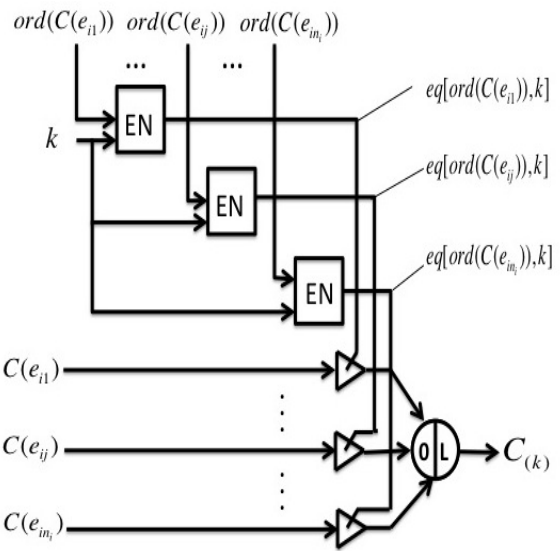 ord(C(e_{i1})) ord(C(e_{ij})) ord(C(e_{in_i}))
... ...
eq[ord(C(e_{i1})),k]
EN
k
eq[ord(C(e_{ij})),k]
EN
eq[ord(C(e_{in_i})),k]
EN
C(e_{i1})
C(e_{ij})
O L C_{(k)}
C(e_{in_i})